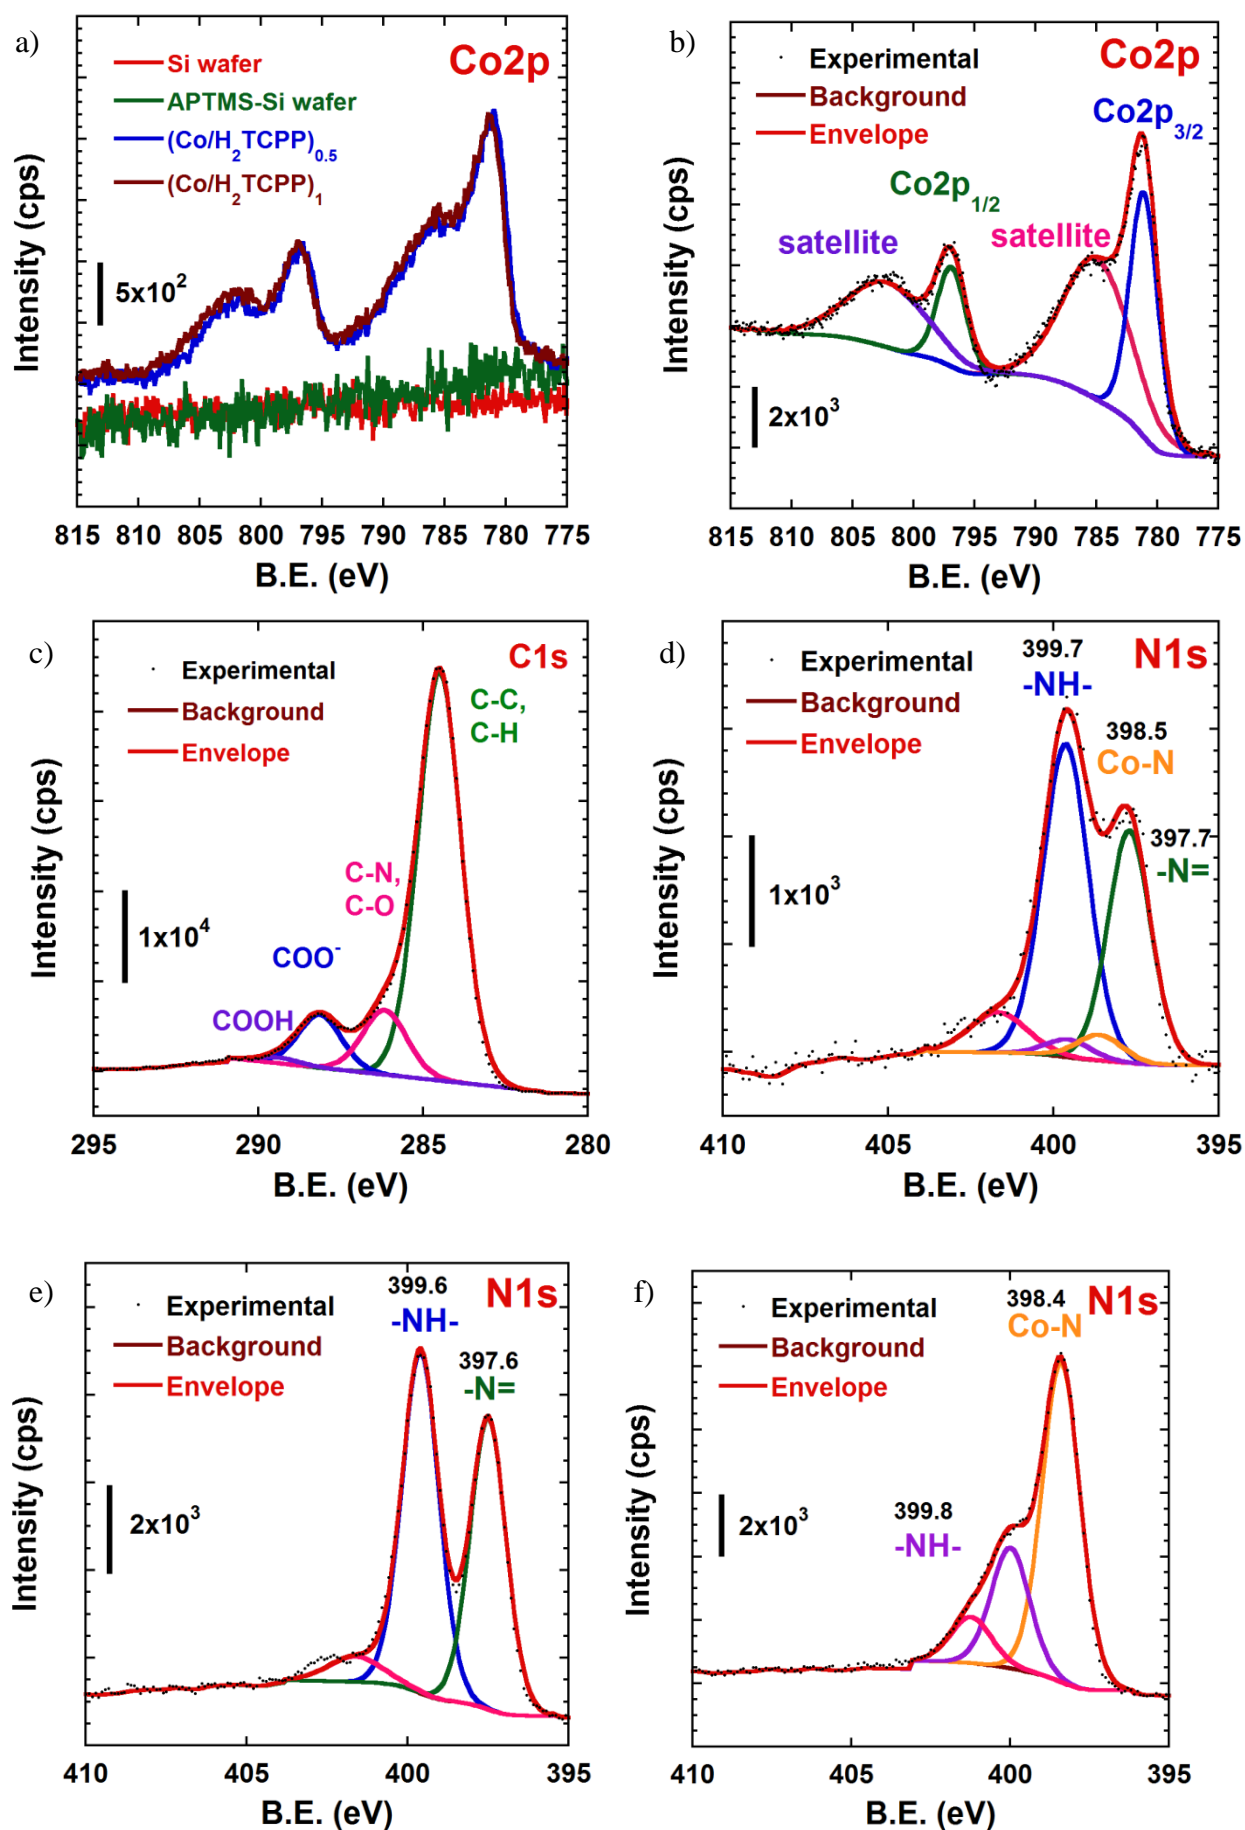 a)
Si wafer
APTMS-Si wafer
(Co/H2TCPP)0.5
(Co/H2TCPP)1
Co2p
5x10²
Intensity (cps)
815 810 805 800 795 790 785 780 775
B.E. (eV)
b)
Experimental
Background
Envelope
Co2p
Co2p3/2
Co2p1/2
satellite
satellite
2x10³
Intensity (cps)
815 810 805 800 795 790 785 780 775
B.E. (eV)
c)
Experimental
Background
Envelope
C1s
C-C,
C-H
C-N,
C-O
COO⁻
COOH
1x10⁴
Intensity (cps)
295 290 285 280
B.E. (eV)
d)
Experimental
Background
Envelope
N1s
399.7
-NH-
398.5
Co-N
397.7
-N=
1x10³
Intensity (cps)
410 405 400 395
B.E. (eV)
e)
Experimental
Background
Envelope
N1s
399.6
-NH-
397.6
-N=
2x10³
Intensity (cps)
410 405 400 395
B.E. (eV)
f)
Experimental
Background
Envelope
N1s
398.4
Co-N
399.8
-NH-
2x10³
Intensity (cps)
410 405 400 395
B.E. (eV)